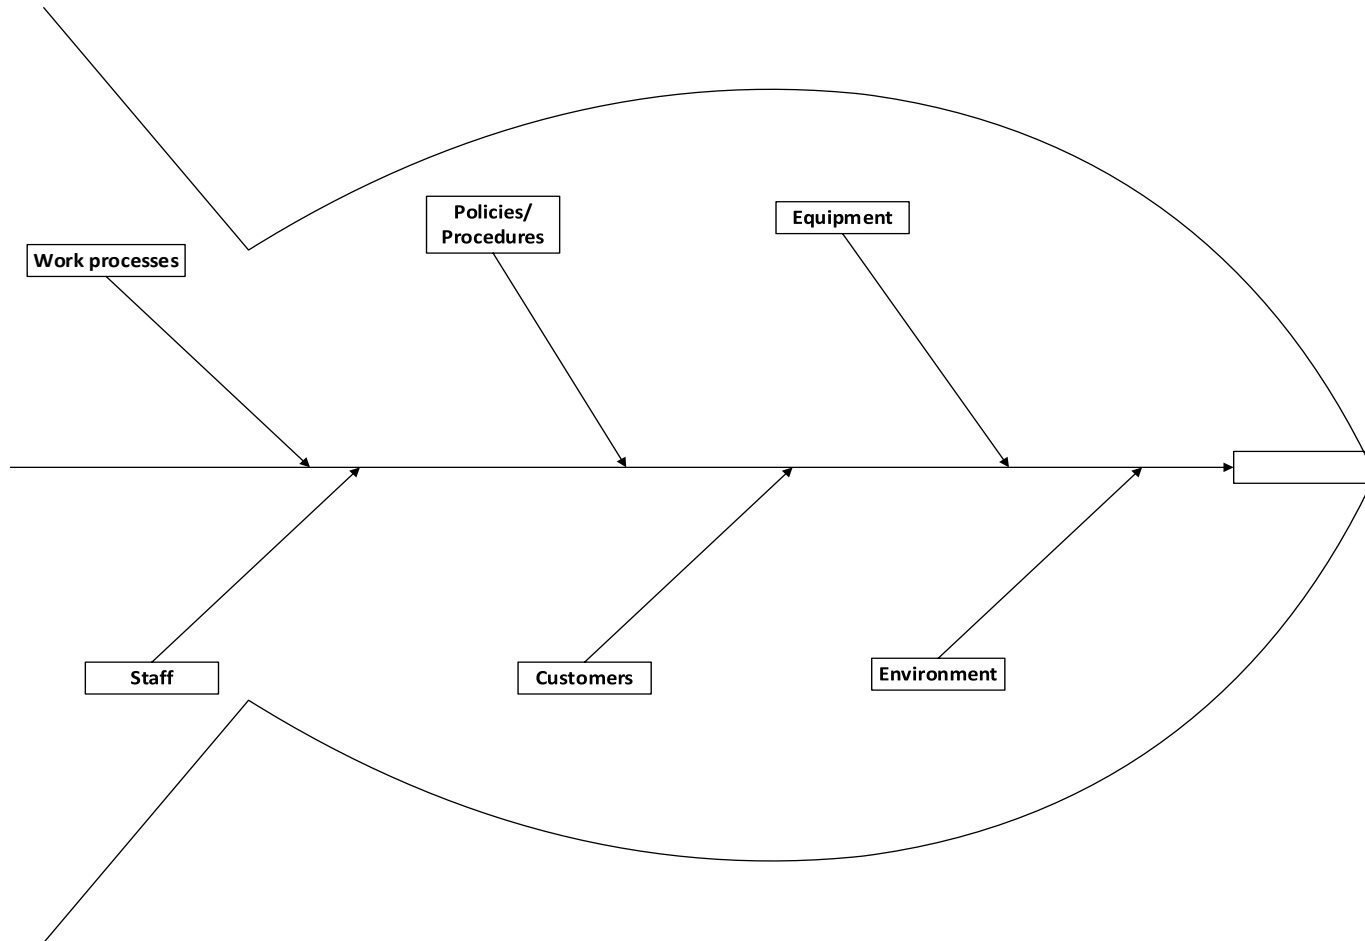 Policies/
Procedures
Equipment
Work processes
Staff
Customers
Environment